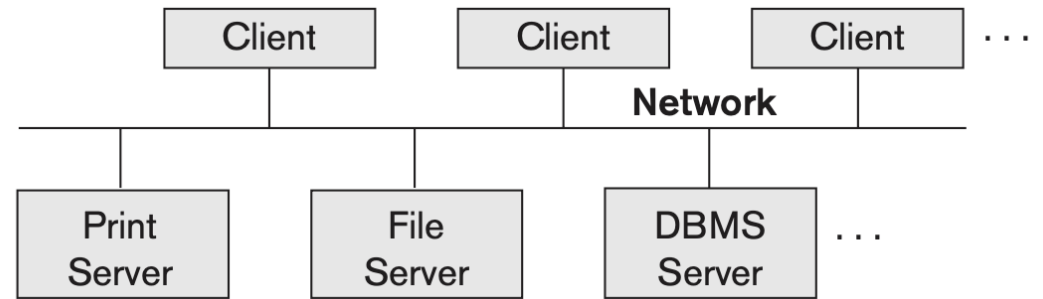 Client Client Client . . .
Network
Print Server File Server DBMS Server . . .